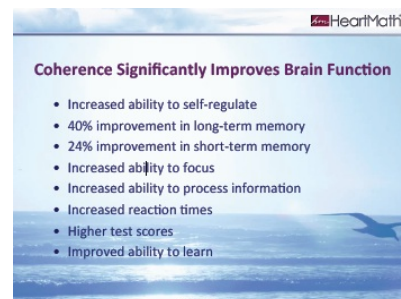 hm HeartMath
Coherence Significantly Improves Brain Function
• Increased ability to self-regulate
• 40% improvement in long-term memory
• 24% improvement in short-term memory
• Increased ability to focus
• Increased ability to process information
• Increased reaction times
• Higher test scores
• Improved ability to learn